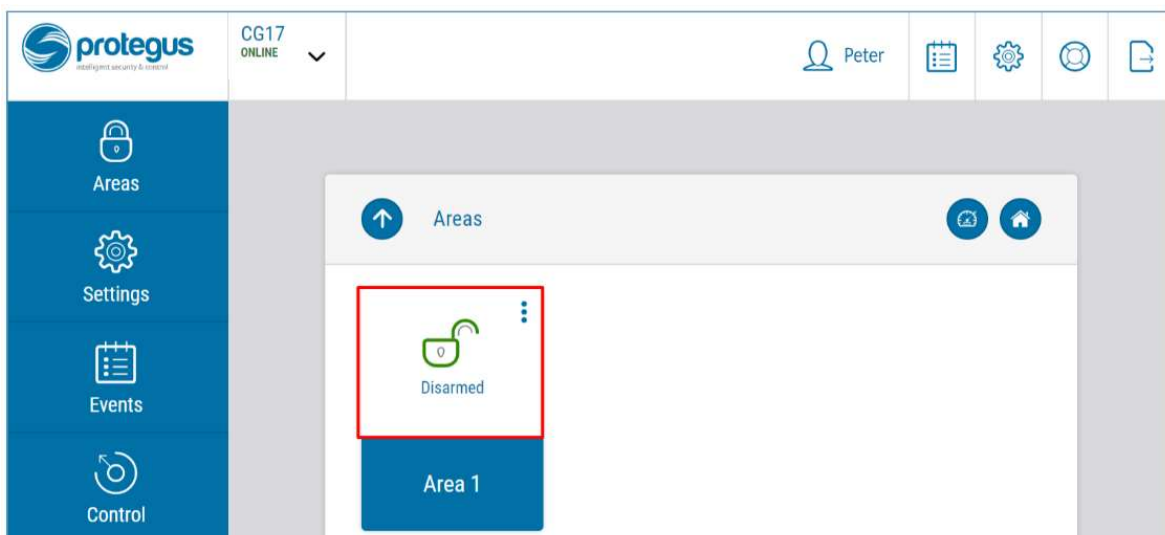 protegus
intelligent security & control
CG17
ONLINE
Peter
Areas
Settings
Events
Control
Areas
Disarmed
Area 1